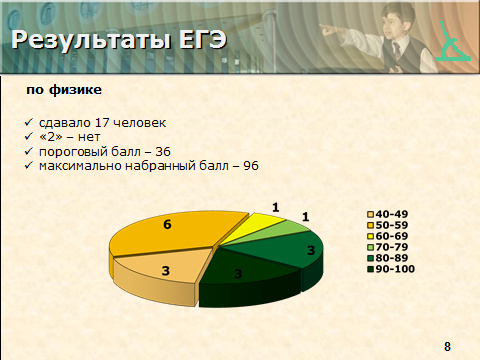 Результаты ЕГЭ
по физике
✓ сдавало 17 человек
✓ «2» – нет
✓ пороговый балл – 36
✓ максимально набранный балл – 96
1
1
6
3
3
3
40-49
50-59
60-69
70-79
80-89
90-100
8